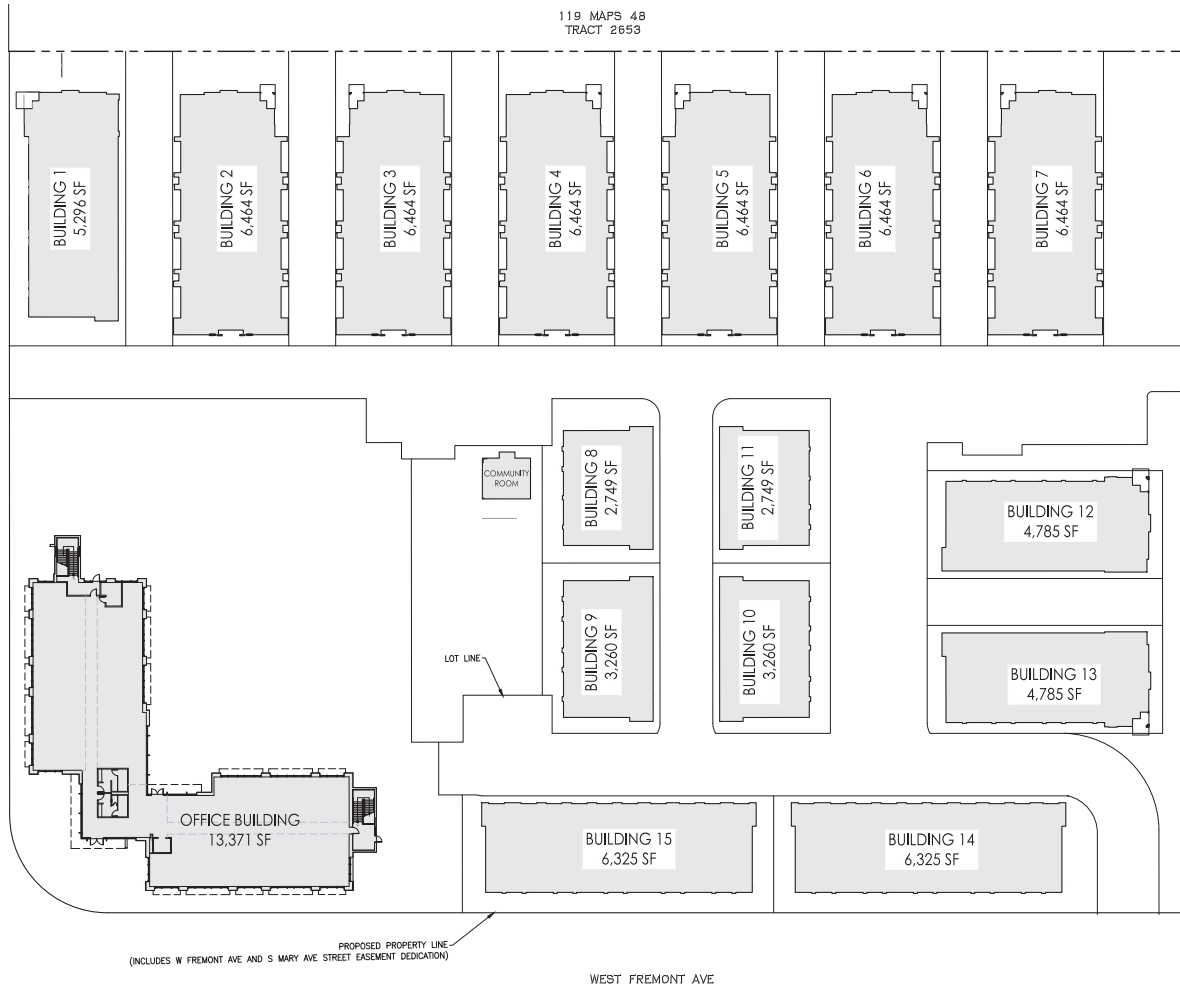 119 MAPS 48
TRACT 2653
BUILDING 1
5,296 SF
BUILDING 2
6,464 SF
BUILDING 3
6,464 SF
BUILDING 4
6,464 SF
BUILDING 5
6,464 SF
BUILDING 6
6,464 SF
BUILDING 7
6,464 SF
COMMUNITY
ROOM
BUILDING 8
2,749 SF
BUILDING 11
2,749 SF
BUILDING 12
4,785 SF
BUILDING 9
3,260 SF
BUILDING 10
3,260 SF
LOT LINE
BUILDING 13
4,785 SF
OFFICE BUILDING
13,371 SF
BUILDING 15
6,325 SF
BUILDING 14
6,325 SF
PROPOSED PROPERTY LINE
(INCLUDES W FREMONT AVE AND S MARY AVE STREET EASEMENT DEDICATION)
WEST FREMONT AVE